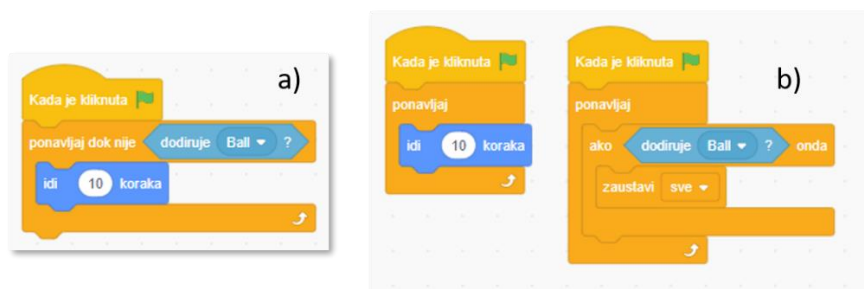 a)
Kada je kliknuta
ponavljaj dok nije dodiruje Ball ?
idi 10 koraka
Kada je kliknuta
ponavljaj
idi 10 koraka
b)
Kada je kliknuta
ponavljaj
ako dodiruje Ball ? onda
zaustavi sve